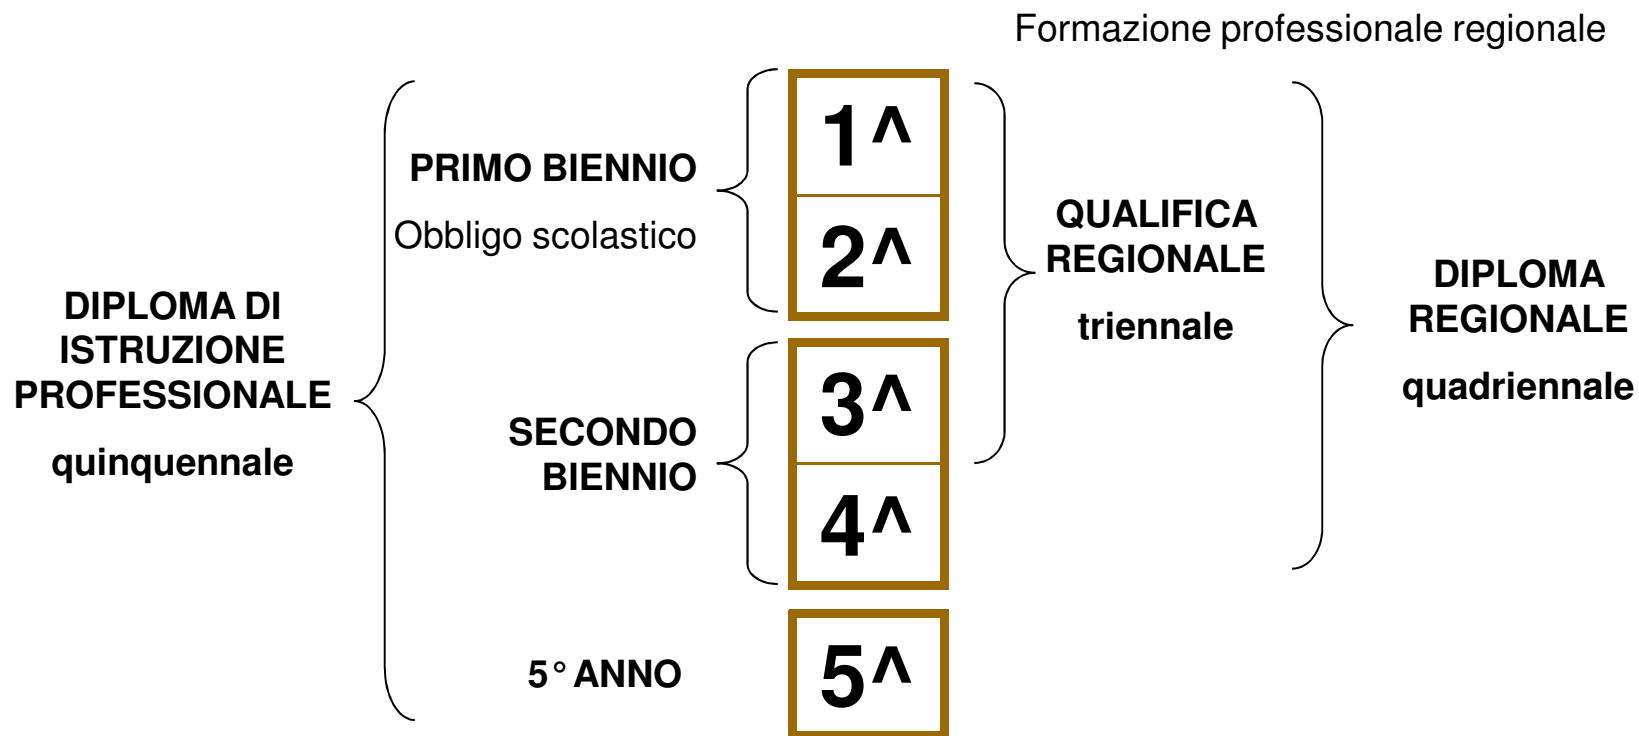 Formazione professionale regionale
DIPLOMA DI
ISTRUZIONE
PROFESSIONALE
quinquennale
PRIMO BIENNIO
Obbligo scolastico
SECONDO
BIENNIO
5° ANNO
1^
2^
3^
4^
5^
QUALIFICA
REGIONALE
triennale
DIPLOMA
REGIONALE
quadriennale